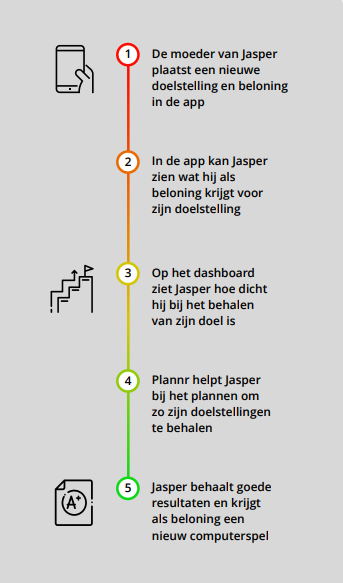 1
De moeder van Jasper
plaatst een nieuwe
doelstelling en beloning
in de app
2
In de app kan Jasper
zien wat hij als
beloning krijgt voor
zijn doelstelling
3
Op het dashboard
ziet Jasper hoe dicht
hij bij het behalen
van zijn doel is
4
Plannr helpt Jasper
bij het plannen om
zo zijn doelstellingen
te behalen
A+
5
Jasper behaalt goede
resultaten en krijgt
als beloning een
nieuw computerspel